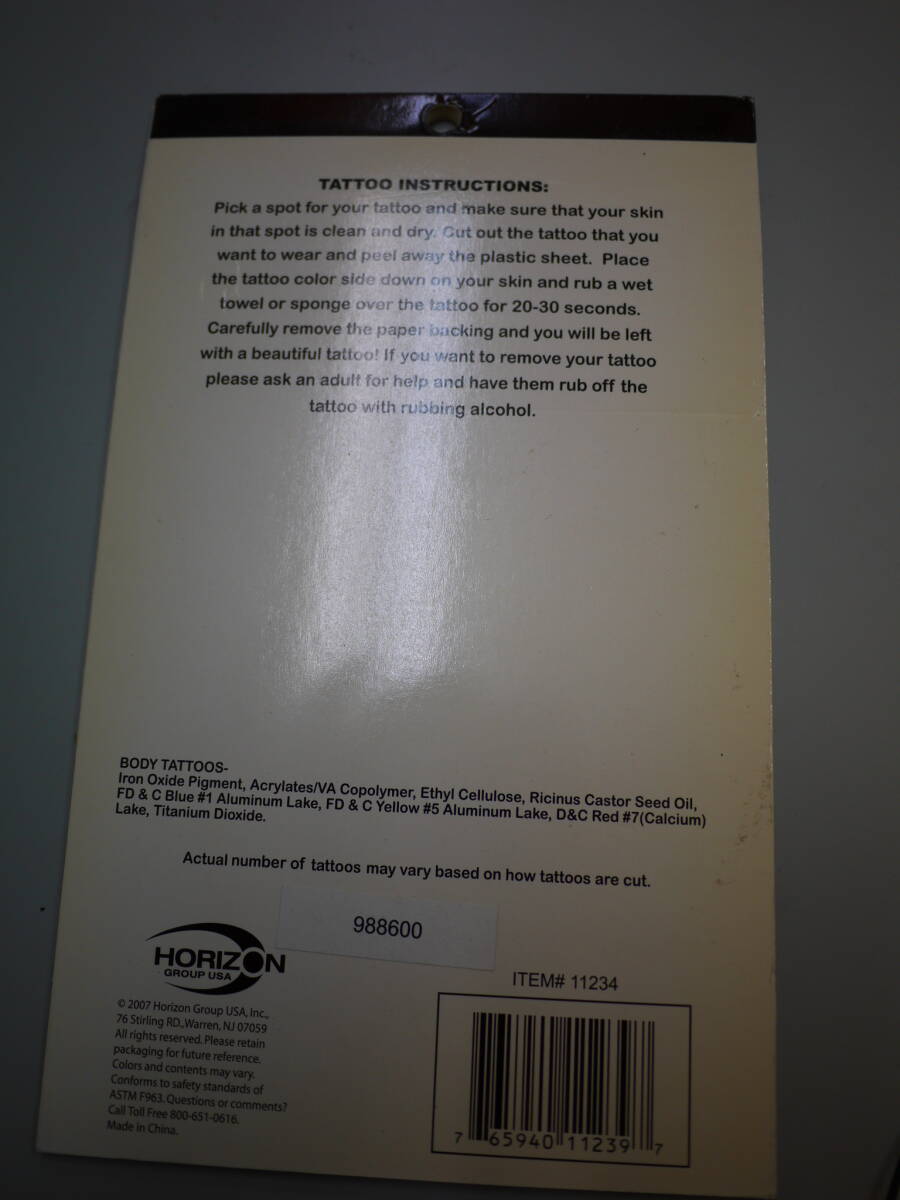 TATTOO INSTRUCTIONS:
Pick a spot for your tattoo and make sure that your skin
in that spot is clean and dry. Cut out the tattoo that you
want to wear and peel away the plastic sheet. Place
the tattoo color side down on your skin and rub a wet
towel or sponge over the tattoo for 20-30 seconds.
Carefully remove the paper backing and you will be left
with a beautiful tattoo! If you want to remove your tattoo
please ask an adult for help and have them rub off the
tattoo with rubbing alcohol.
BODY TATTOOS-
Iron Oxide Pigment, Acrylates/VA Copolymer, Ethyl Cellulose, Ricinus Castor Seed Oil,
FD & C Blue #1 Aluminum Lake, FD & C Yellow #5 Aluminum Lake, D&C Red #7(Calcium)
Lake, Titanium Dioxide.
Actual number of tattoos may vary based on how tattoos are cut.
988600
HORIZON
GROUP USA
© 2007 Horizon Group USA, Inc.,
76 Stirling RD., Warren, NJ 07059
All rights reserved. Please retain
packaging for future reference.
Colors and contents may vary.
Conforms to safety standards of
ASTM F963. Questions or comments?
Call Toll Free 800-651-0616.
Made in China.
ITEM# 11234
7 65940 11239 7